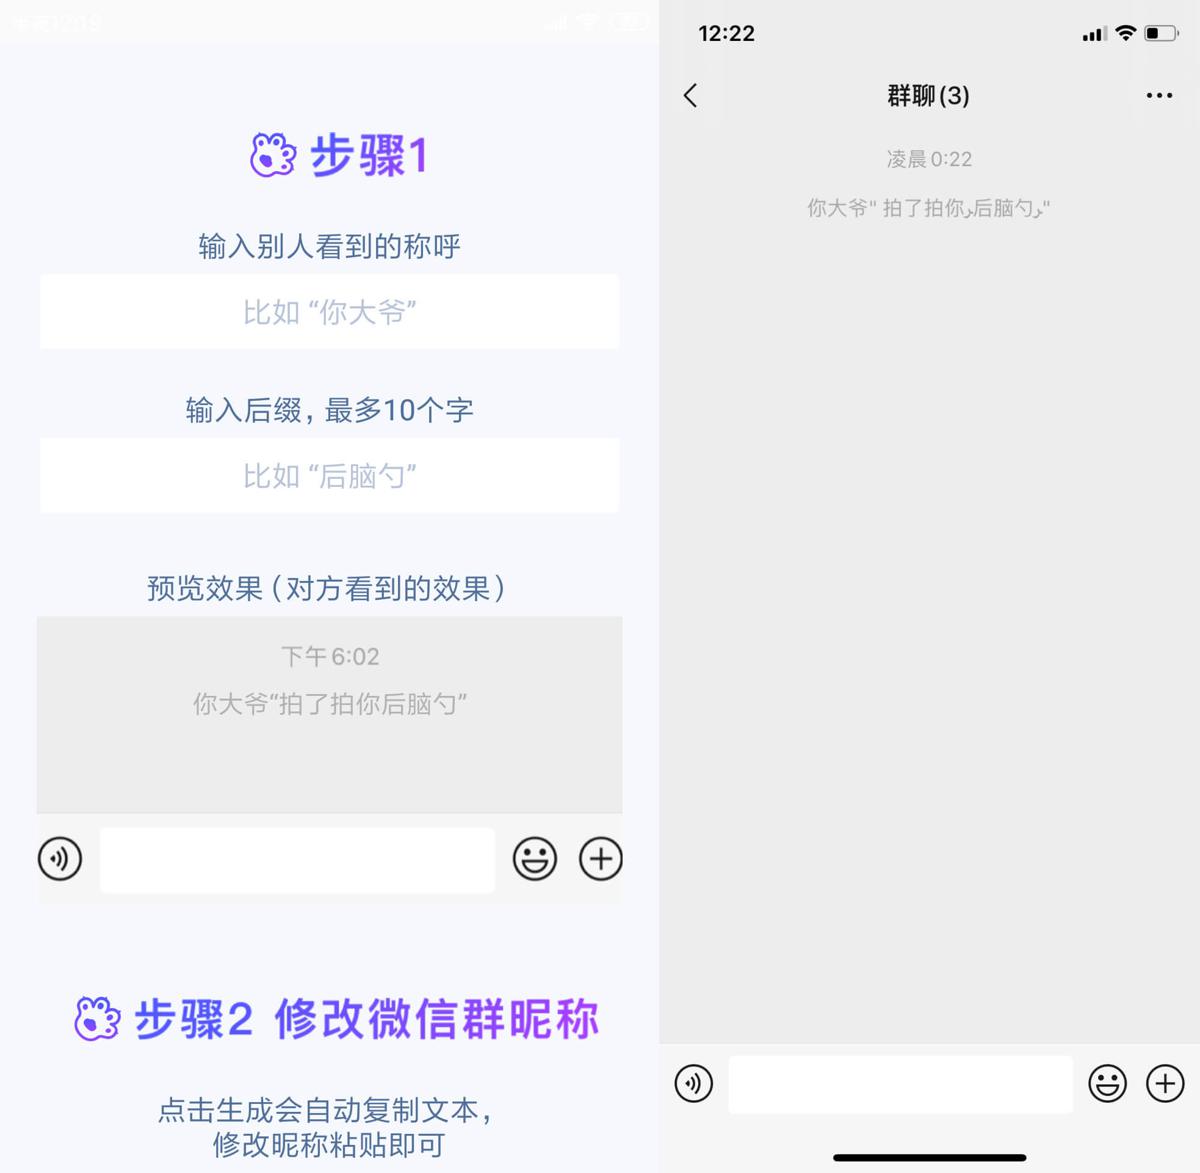 步骤1
输入别人看到的称呼
比如 “你大爷”
输入后缀，最多10个字
比如 “后脑勺”
预览效果（对方看到的效果）
下午 6:02
你大爷“拍了拍你后脑勺”
步骤2 修改微信群昵称
点击生成会自动复制文本，
修改昵称粘贴即可
12:22
群聊(3)
凌晨 0:22
你大爷" 拍了拍你ڔ后脑勺ڔ"